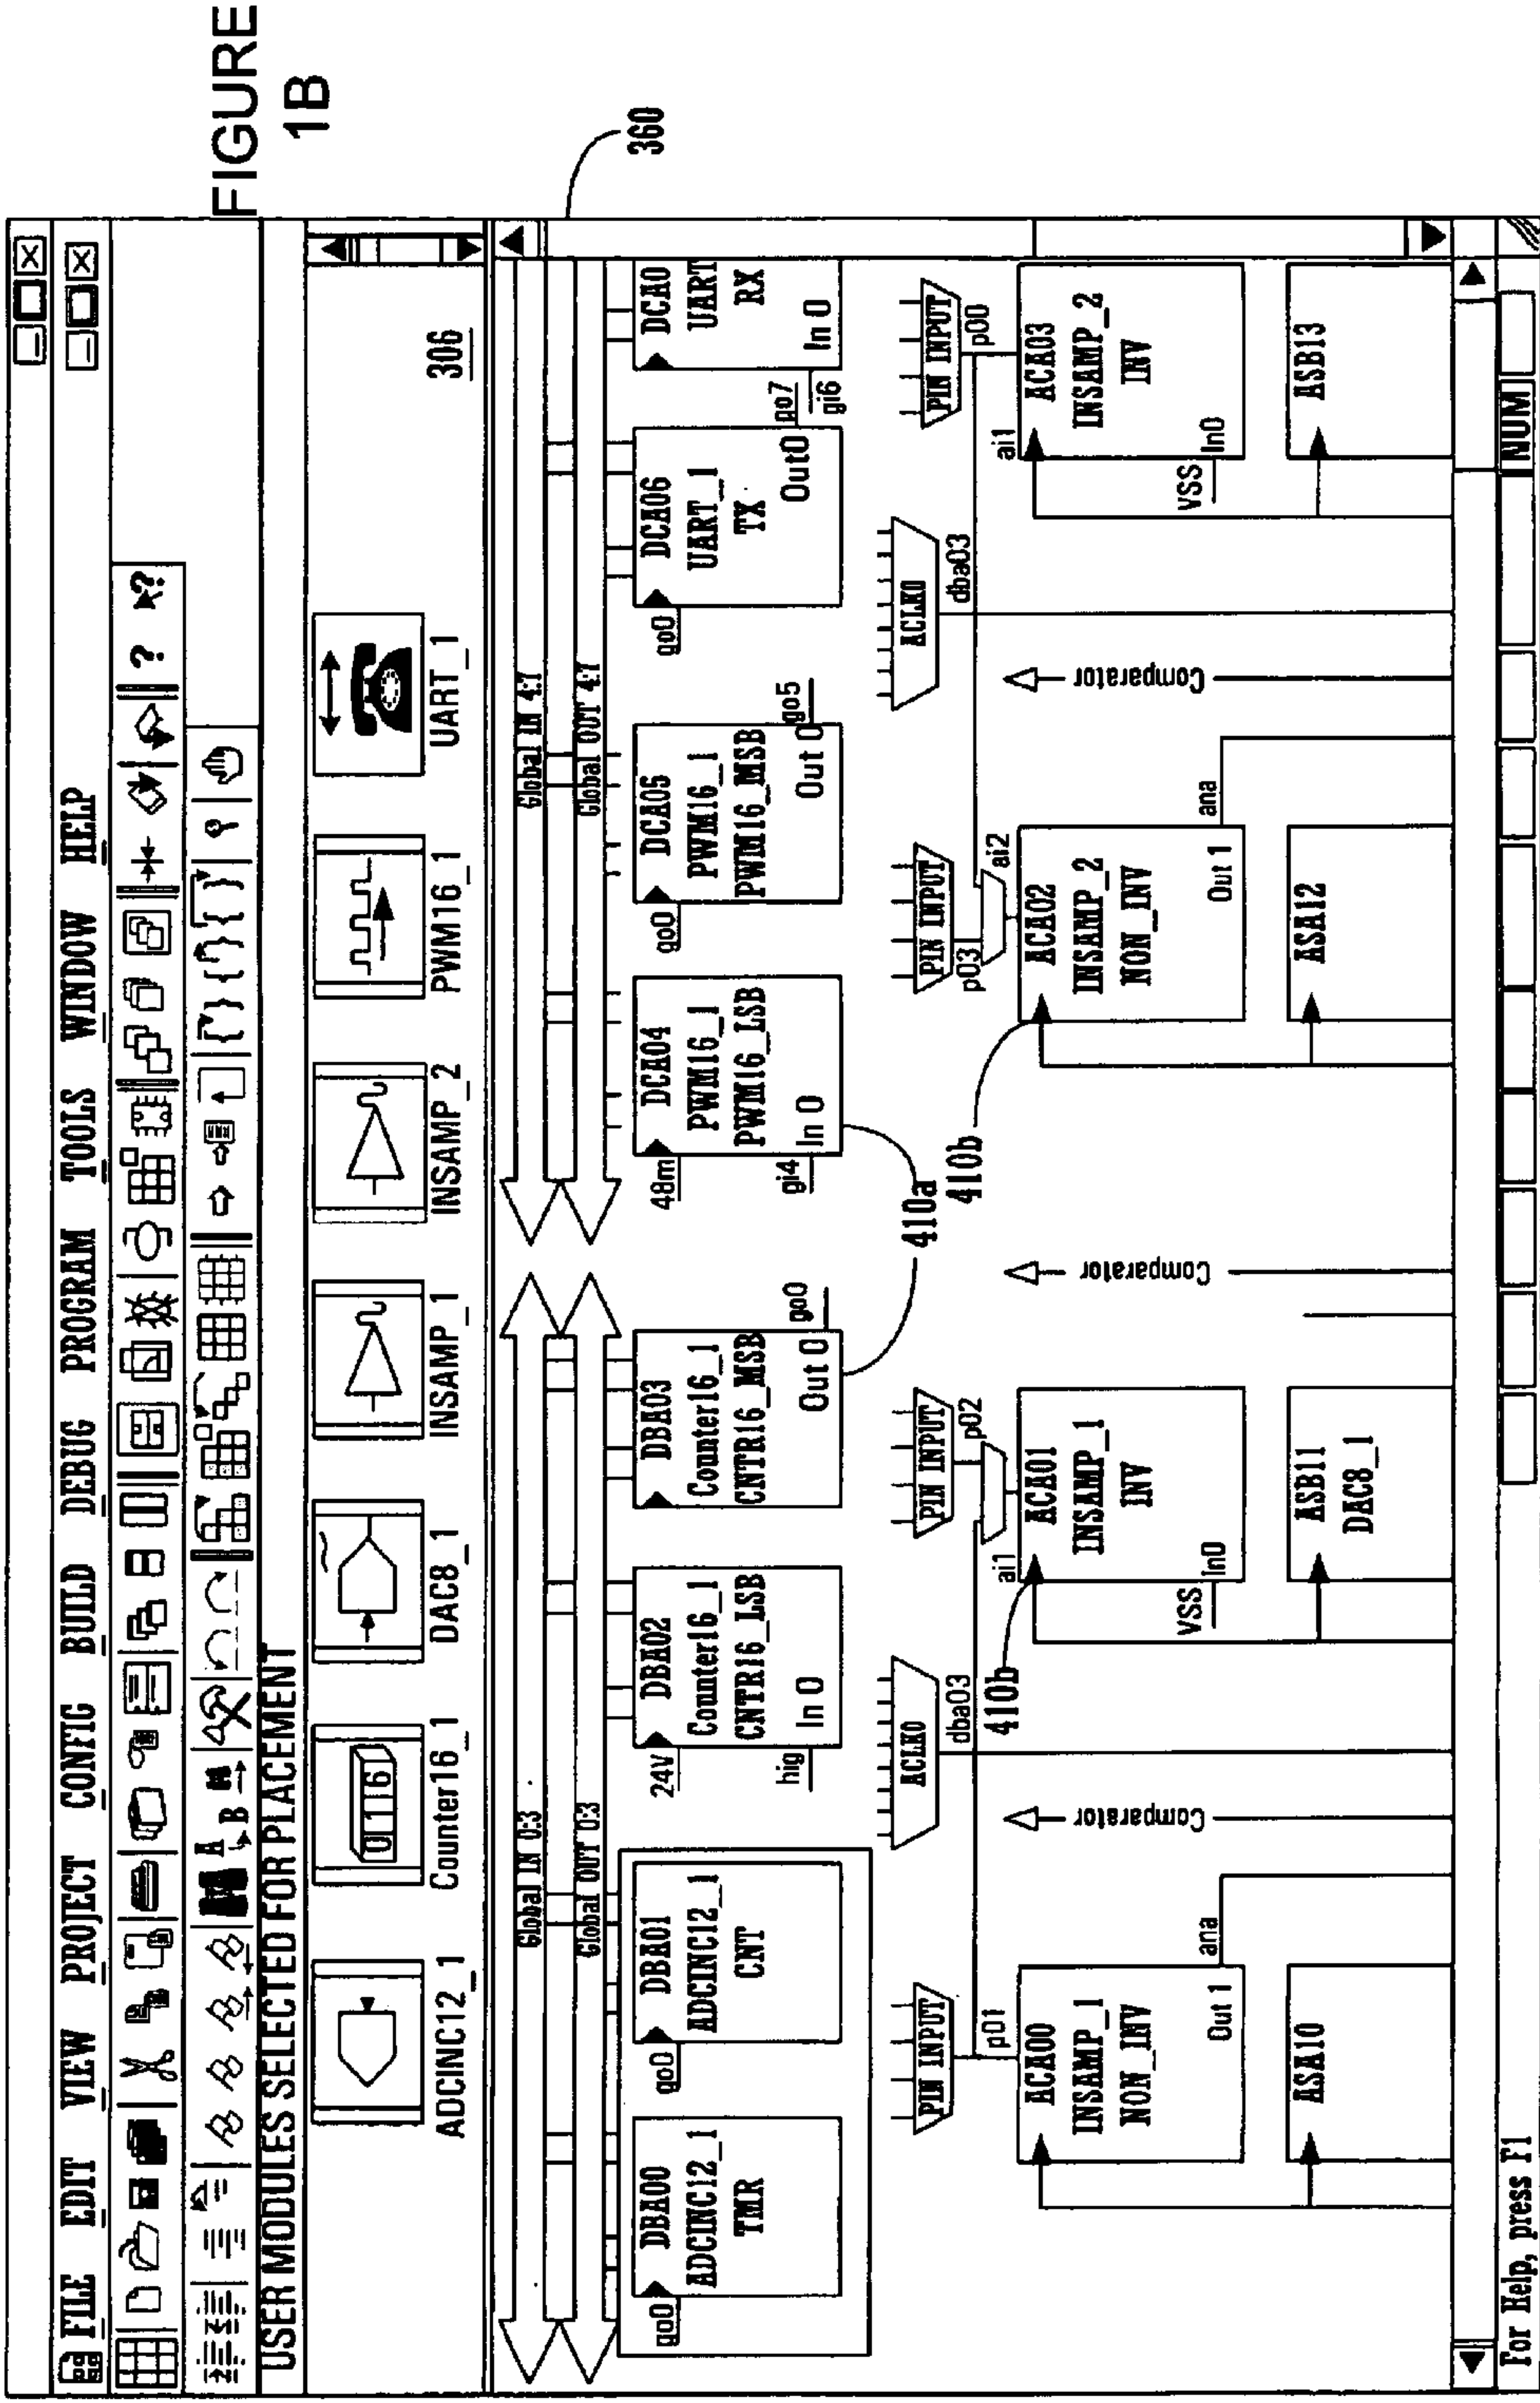 FIGURE
1B
FILE EDIT VIEW PROJECT CONFIG BUILD DEBUG PROGRAM TOOLS WINDOW HELP
? ?
A
B
USER MODULES SELECTED FOR PLACEMENT
016
ADCINC12_1 Counter16_1 DAC8_1 INSAMP_1 INSAMP_2 PWM16_1 UART_1
306
360
Global IN 0:3 Global IN 4:7
Global OUT 0:3 Global OUT 4:7
go0
DBA00
ADCINC12_1
TMR
go0
DBA01
ADCINC12_1
CNT
24V
DBA02
Counter16_1
CNTR16_LSB
hig
In 0
DBA03
Counter16_1
CNTR16_MSB
Out 0
go0
48m
DCA04
PWM16_1
PWM16_LSB
gi4
In 0
go0
DCA05
PWM16_1
PWM16_MSB
Out 0
go5
go0
DCA06
UART_1
TX
Out0
go7
gi6
DCA0
UART
RX
In 0
410a
410b
410b
PIN INPUT
p01
ACLK0
dba03
PIN INPUT
p02
PIN INPUT
p03
ACLK0
dba03
PIN INPUT
p00
ACA00
INSAMP_1
NON_INV
Out 1
ana
Comparator
ai1
ACA01
INSAMP_1
INV
VSS
In0
Comparator
ai2
ACA02
INSAMP_2
NON_INV
Out 1
ana
Comparator
ai1
ACA03
INSAMP_2
INV
VSS
In0
ASA10
ASB11
DAC8_1
ASA12
ASB13
For Help, press F1
NUM